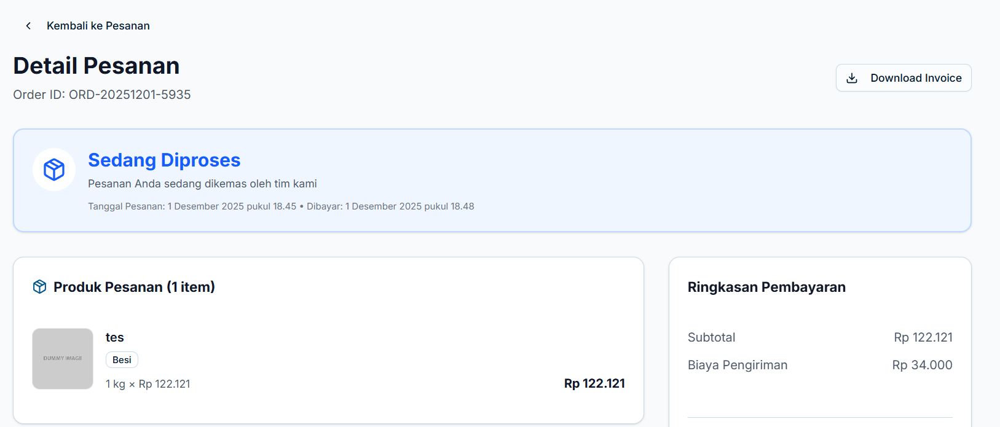 Kembali ke Pesanan
Detail Pesanan
Order ID: ORD-20251201-5935
Download Invoice
Sedang Diproses
Pesanan Anda sedang dikemas oleh tim kami
Tanggal Pesanan: 1 Desember 2025 pukul 18.45 • Dibayar: 1 Desember 2025 pukul 18.48
Produk Pesanan (1 item)
DUMMY IMAGE
tes
Besi
1 kg × Rp 122.121
Rp 122.121
Ringkasan Pembayaran
Subtotal Rp 122.121
Biaya Pengiriman Rp 34.000